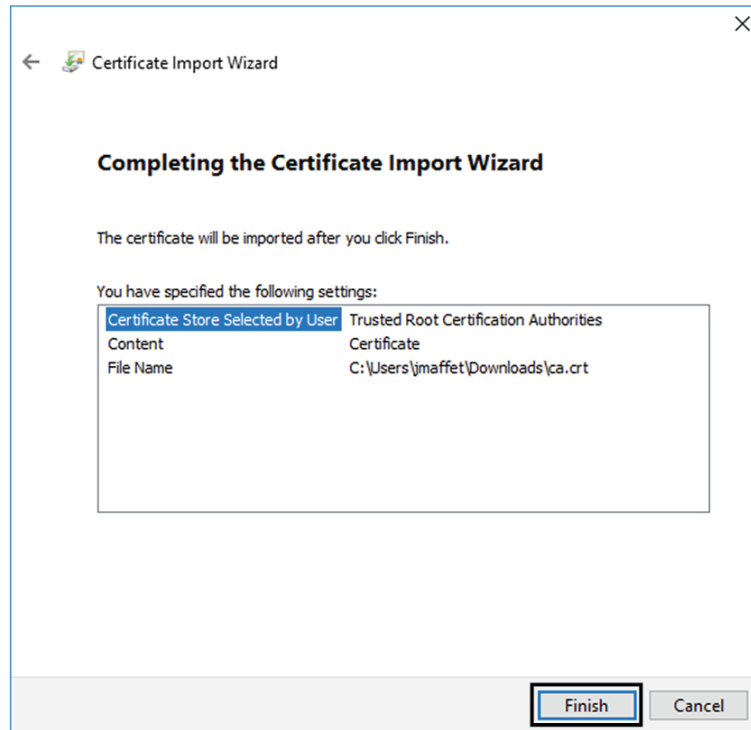 Certificate Import Wizard
Completing the Certificate Import Wizard
The certificate will be imported after you click Finish.
You have specified the following settings:
Certificate Store Selected by User Trusted Root Certification Authorities
Content Certificate
File Name C:\Users\jmaffet\Downloads\ca.crt
Finish Cancel